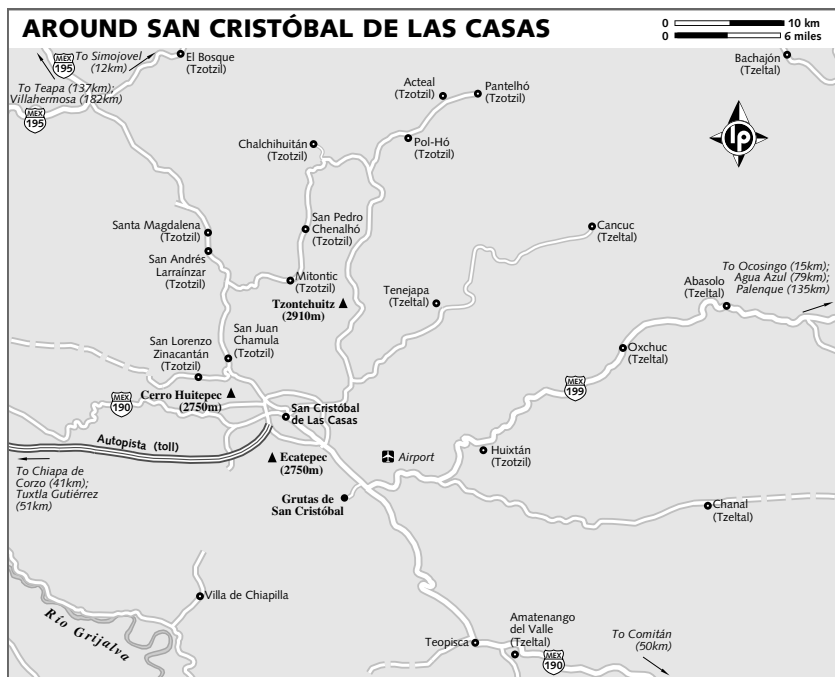 AROUND SAN CRISTÓBAL DE LAS CASAS
0 10 km
0 6 miles
To Simojovel
(12km)
MEX
195
El Bosque
(Tzotzil)
To Teapa (137km);
Villahermosa (182km)
MEX
195
Bachajón
(Tzeltal)
Acteal
(Tzotzil)
Pantelhó
(Tzotzil)
lp
Chalchihuitán
(Tzotzil)
Pol-Hó
(Tzotzil)
Santa Magdalena
(Tzotzil)
San Pedro
Chenalhó
(Tzotzil)
Cancuc
(Tzeltal)
San Andrés
Larraínzar
(Tzotzil)
Mitontic
(Tzotzil)
Tzontehuitz
(2910m)
Tenejapa
(Tzeltal)
To Ocosingo (15km);
Agua Azul (79km);
Palenque (135km)
Abasolo
(Tzeltal)
San Juan
Chamula
(Tzotzil)
San Lorenzo
Zinacantán
(Tzotzil)
Oxchuc
(Tzeltal)
MEX
199
Cerro Huitepec
(2750m)
MEX
190
San Cristóbal
de Las Casas
Autopista (toll)
Ecatepec
(2750m)
Airport
Huixtán
(Tzotzil)
To Chiapa de
Corzo (41km);
Tuxtla Gutiérrez
(51km)
Grutas de
San Cristóbal
Chanal
(Tzeltal)
Villa de Chiapilla
Río Grijalva
Teopisca
Amatenango
del Valle
(Tzeltal)
MEX
190
To Comitán
(50km)